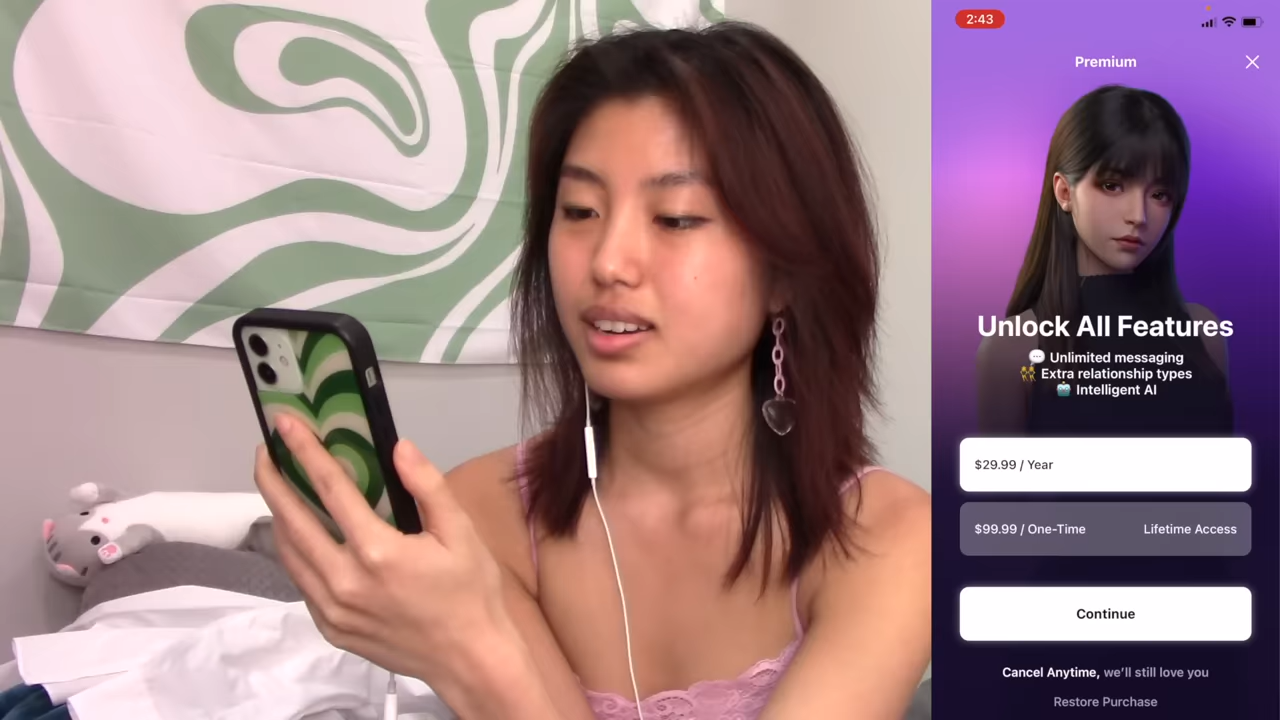 2:43
Premium
Unlock All Features
💬 Unlimited messaging
👯 Extra relationship types
🤖 Intelligent AI
$29.99 / Year
$99.99 / One-Time Lifetime Access
Continue
Cancel Anytime, we'll still love you
Restore Purchase